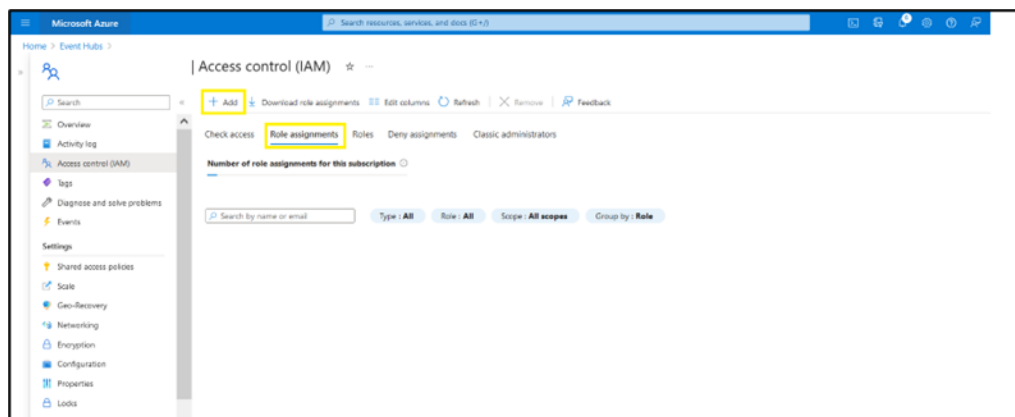 Microsoft Azure
Search resources, services, and docs (G+/)
Home > Event Hubs >
| Access control (IAM)
Search
Add
Download role assignments
Edit columns
Refresh
Remove
Feedback
Overview
Activity log
Access control (IAM)
Tags
Diagnose and solve problems
Events
Settings
Shared access policies
Scale
Geo-Recovery
Networking
Encryption
Configuration
Properties
Locks
Check access
Role assignments
Roles
Deny assignments
Classic administrators
Number of role assignments for this subscription
Search by name or email
Type : All
Role : All
Scope : All scopes
Group by : Role